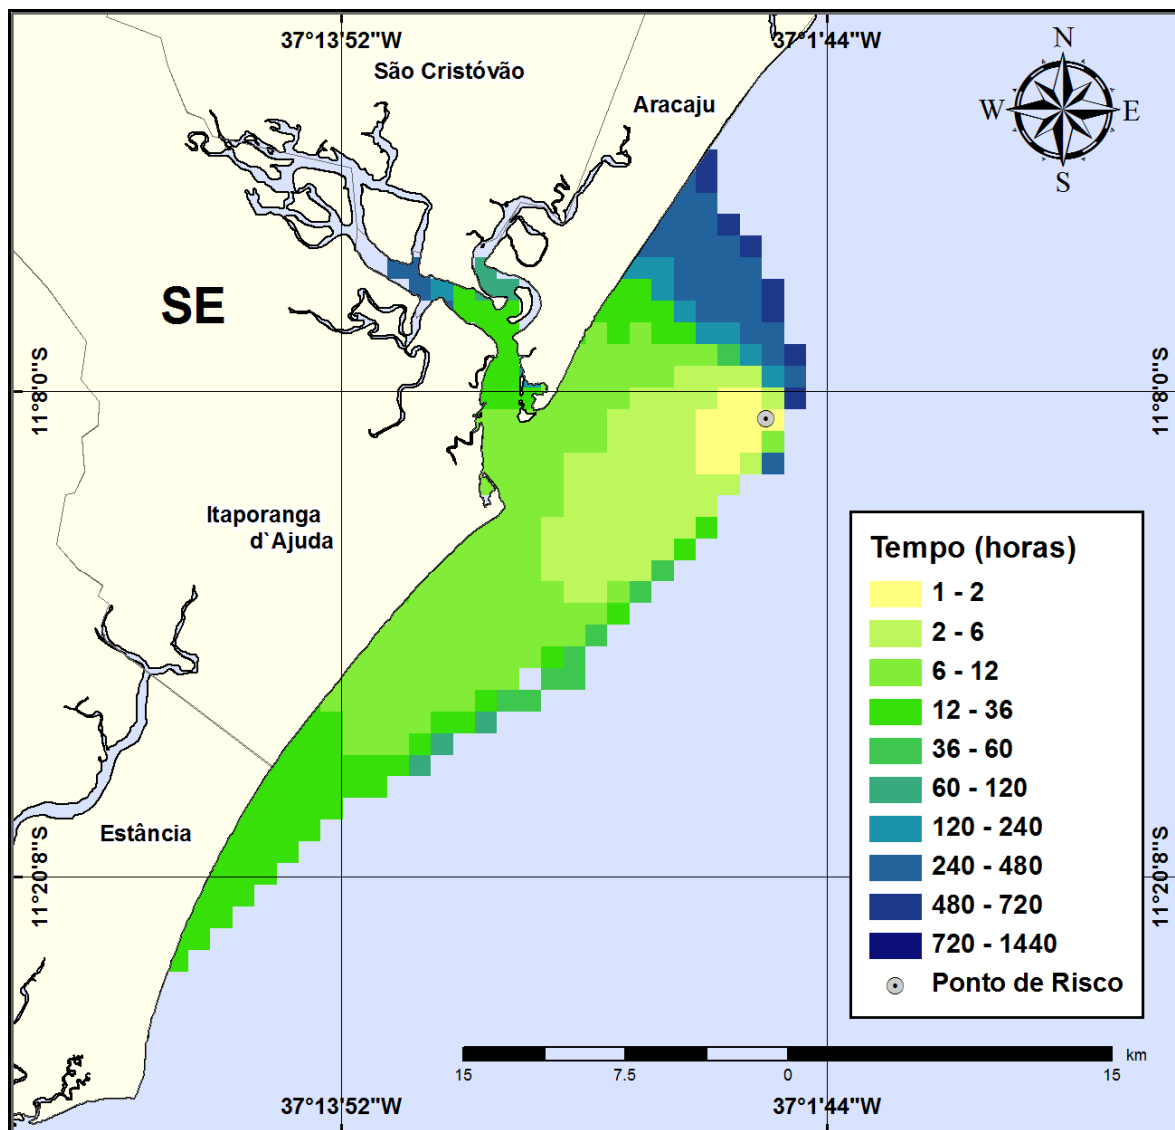 37°13'52"W
37°1'44"W
N
W
E
S
São Cristóvão
Aracaju
SE
11°8'0"S
11°8'0"S
Itaporanga
d`Ajuda
Estância
11°20'8"S
11°20'8"S
Tempo (horas)
1 - 2
2 - 6
6 - 12
12 - 36
36 - 60
60 - 120
120 - 240
240 - 480
480 - 720
720 - 1440
Ponto de Risco
km
15
7.5
0
15
37°13'52"W
37°1'44"W